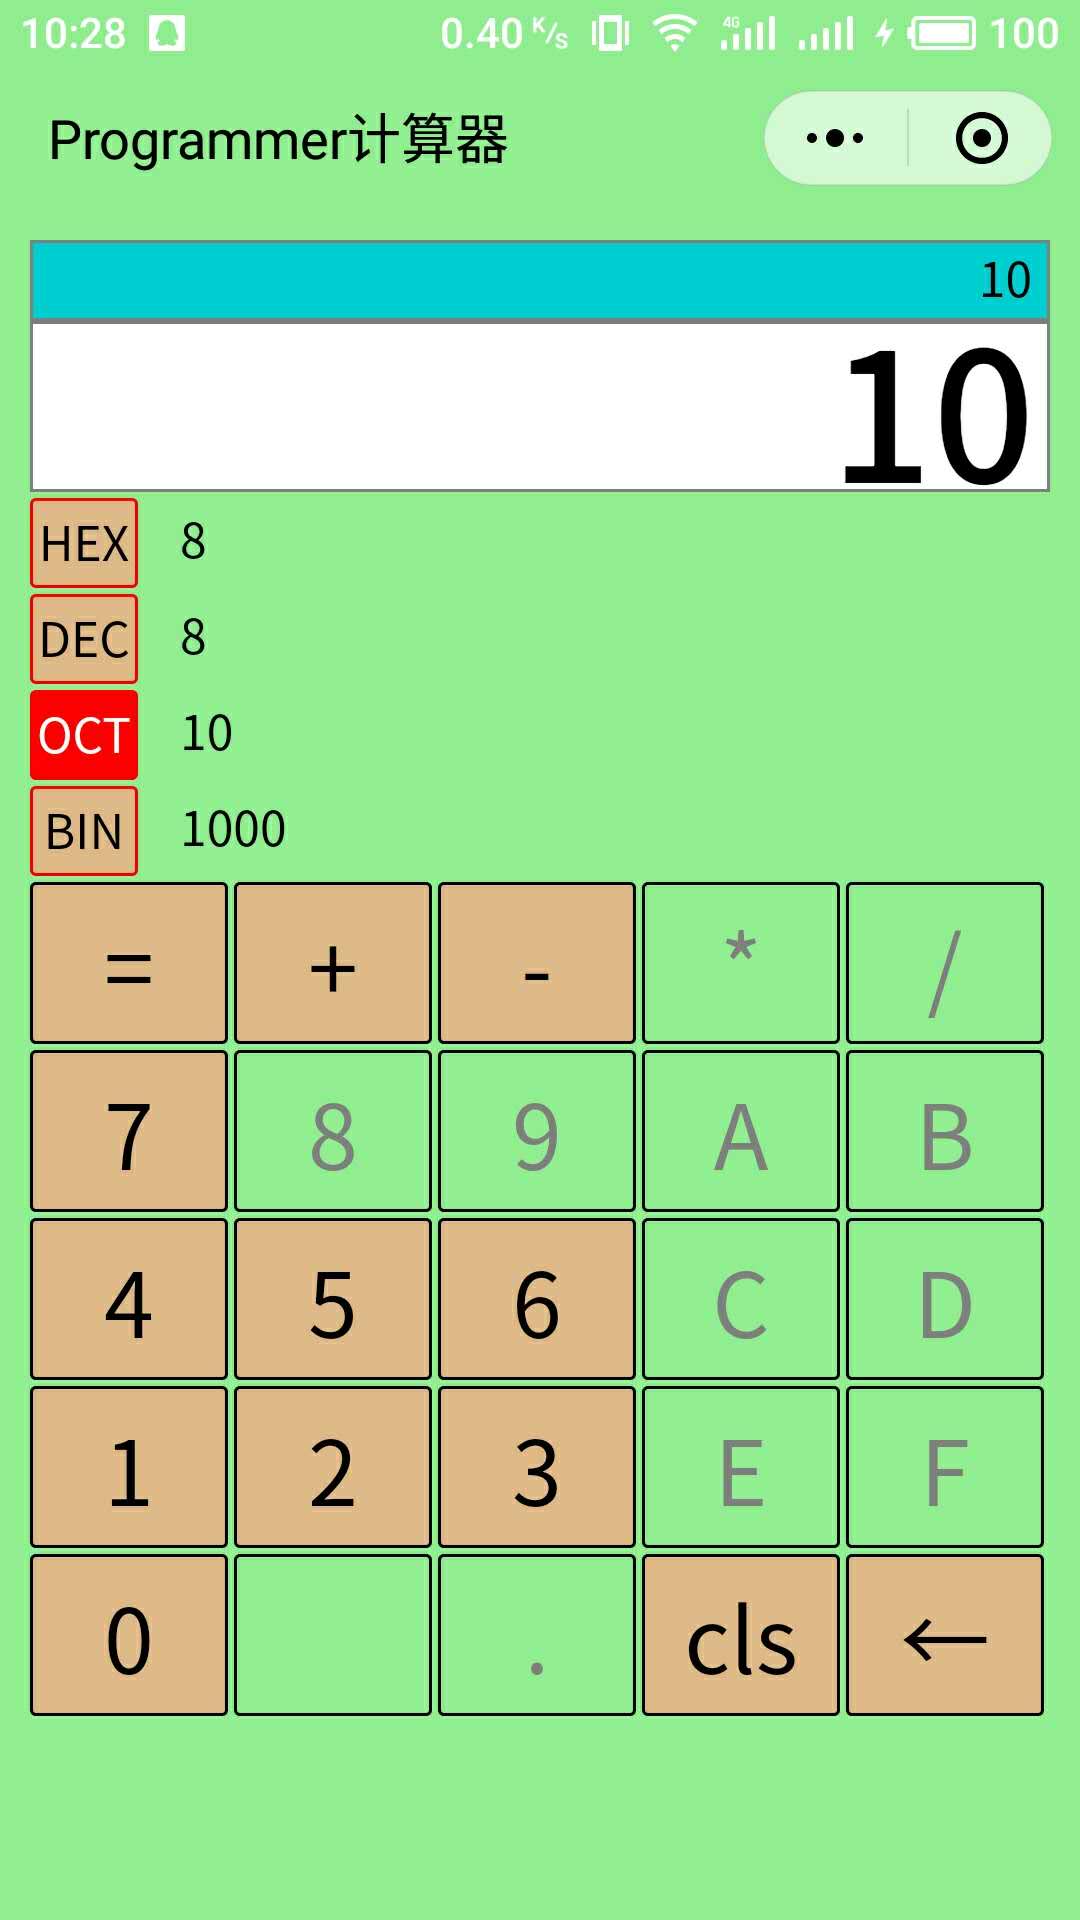 10:28 0.40 K/s 4G 100
Programmer计算器
10
10
HEX 8
DEC 8
OCT 10
BIN 1000
= + - * /
7 8 9 A B
4 5 6 C D
1 2 3 E F
0 . cls ←